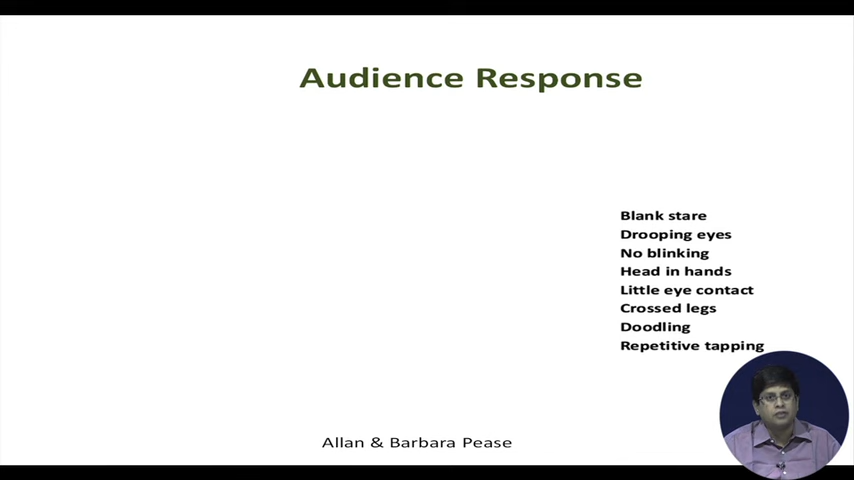 Audience Response
Blank stare
Drooping eyes
No blinking
Head in hands
Little eye contact
Crossed legs
Doodling
Repetitive tapping
Allan & Barbara Pease